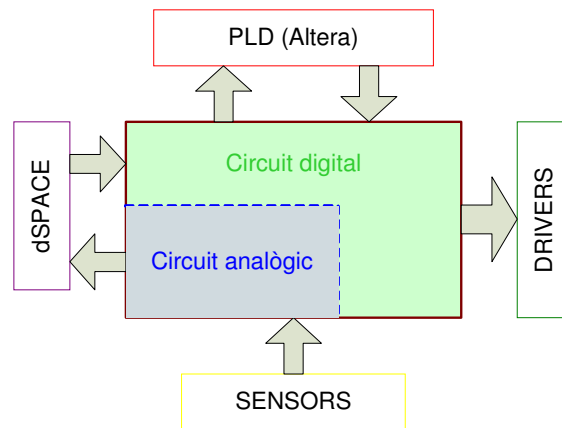 PLD (Altera)
dSPACE
Circuit digital
Circuit analògic
DRIVERS
SENSORS